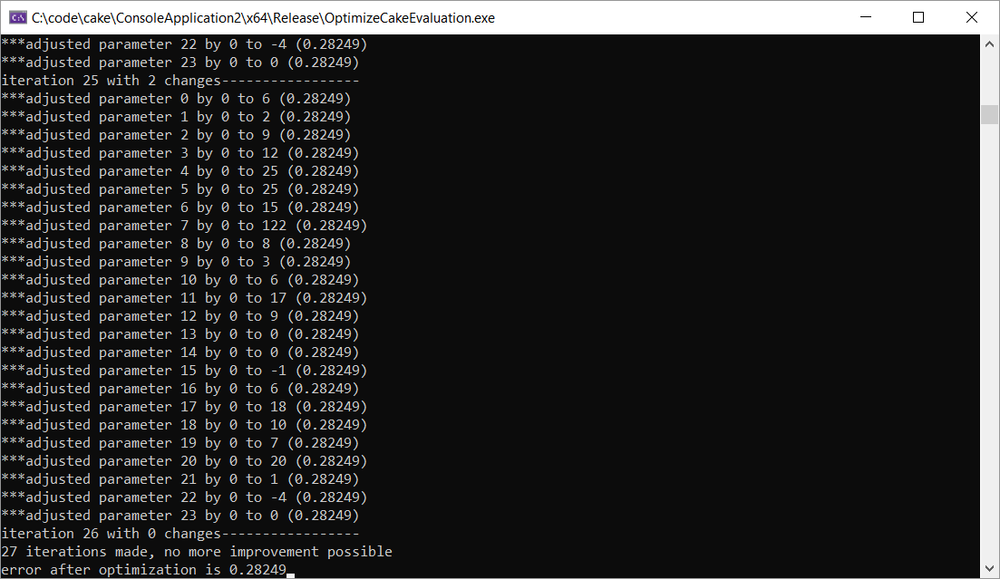 C:\code\cake\ConsoleApplication2\x64\Release\OptimizeCakeEvaluation.exe
***adjusted parameter 22 by 0 to -4 (0.28249)
***adjusted parameter 23 by 0 to 0 (0.28249)
iteration 25 with 2 changes-----------------
***adjusted parameter 0 by 0 to 6 (0.28249)
***adjusted parameter 1 by 0 to 2 (0.28249)
***adjusted parameter 2 by 0 to 9 (0.28249)
***adjusted parameter 3 by 0 to 12 (0.28249)
***adjusted parameter 4 by 0 to 25 (0.28249)
***adjusted parameter 5 by 0 to 25 (0.28249)
***adjusted parameter 6 by 0 to 15 (0.28249)
***adjusted parameter 7 by 0 to 122 (0.28249)
***adjusted parameter 8 by 0 to 8 (0.28249)
***adjusted parameter 9 by 0 to 3 (0.28249)
***adjusted parameter 10 by 0 to 6 (0.28249)
***adjusted parameter 11 by 0 to 17 (0.28249)
***adjusted parameter 12 by 0 to 9 (0.28249)
***adjusted parameter 13 by 0 to 0 (0.28249)
***adjusted parameter 14 by 0 to 0 (0.28249)
***adjusted parameter 15 by 0 to -1 (0.28249)
***adjusted parameter 16 by 0 to 6 (0.28249)
***adjusted parameter 17 by 0 to 18 (0.28249)
***adjusted parameter 18 by 0 to 10 (0.28249)
***adjusted parameter 19 by 0 to 7 (0.28249)
***adjusted parameter 20 by 0 to 20 (0.28249)
***adjusted parameter 21 by 0 to 1 (0.28249)
***adjusted parameter 22 by 0 to -4 (0.28249)
***adjusted parameter 23 by 0 to 0 (0.28249)
iteration 26 with 0 changes-----------------
27 iterations made, no more improvement possible
error after optimization is 0.28249